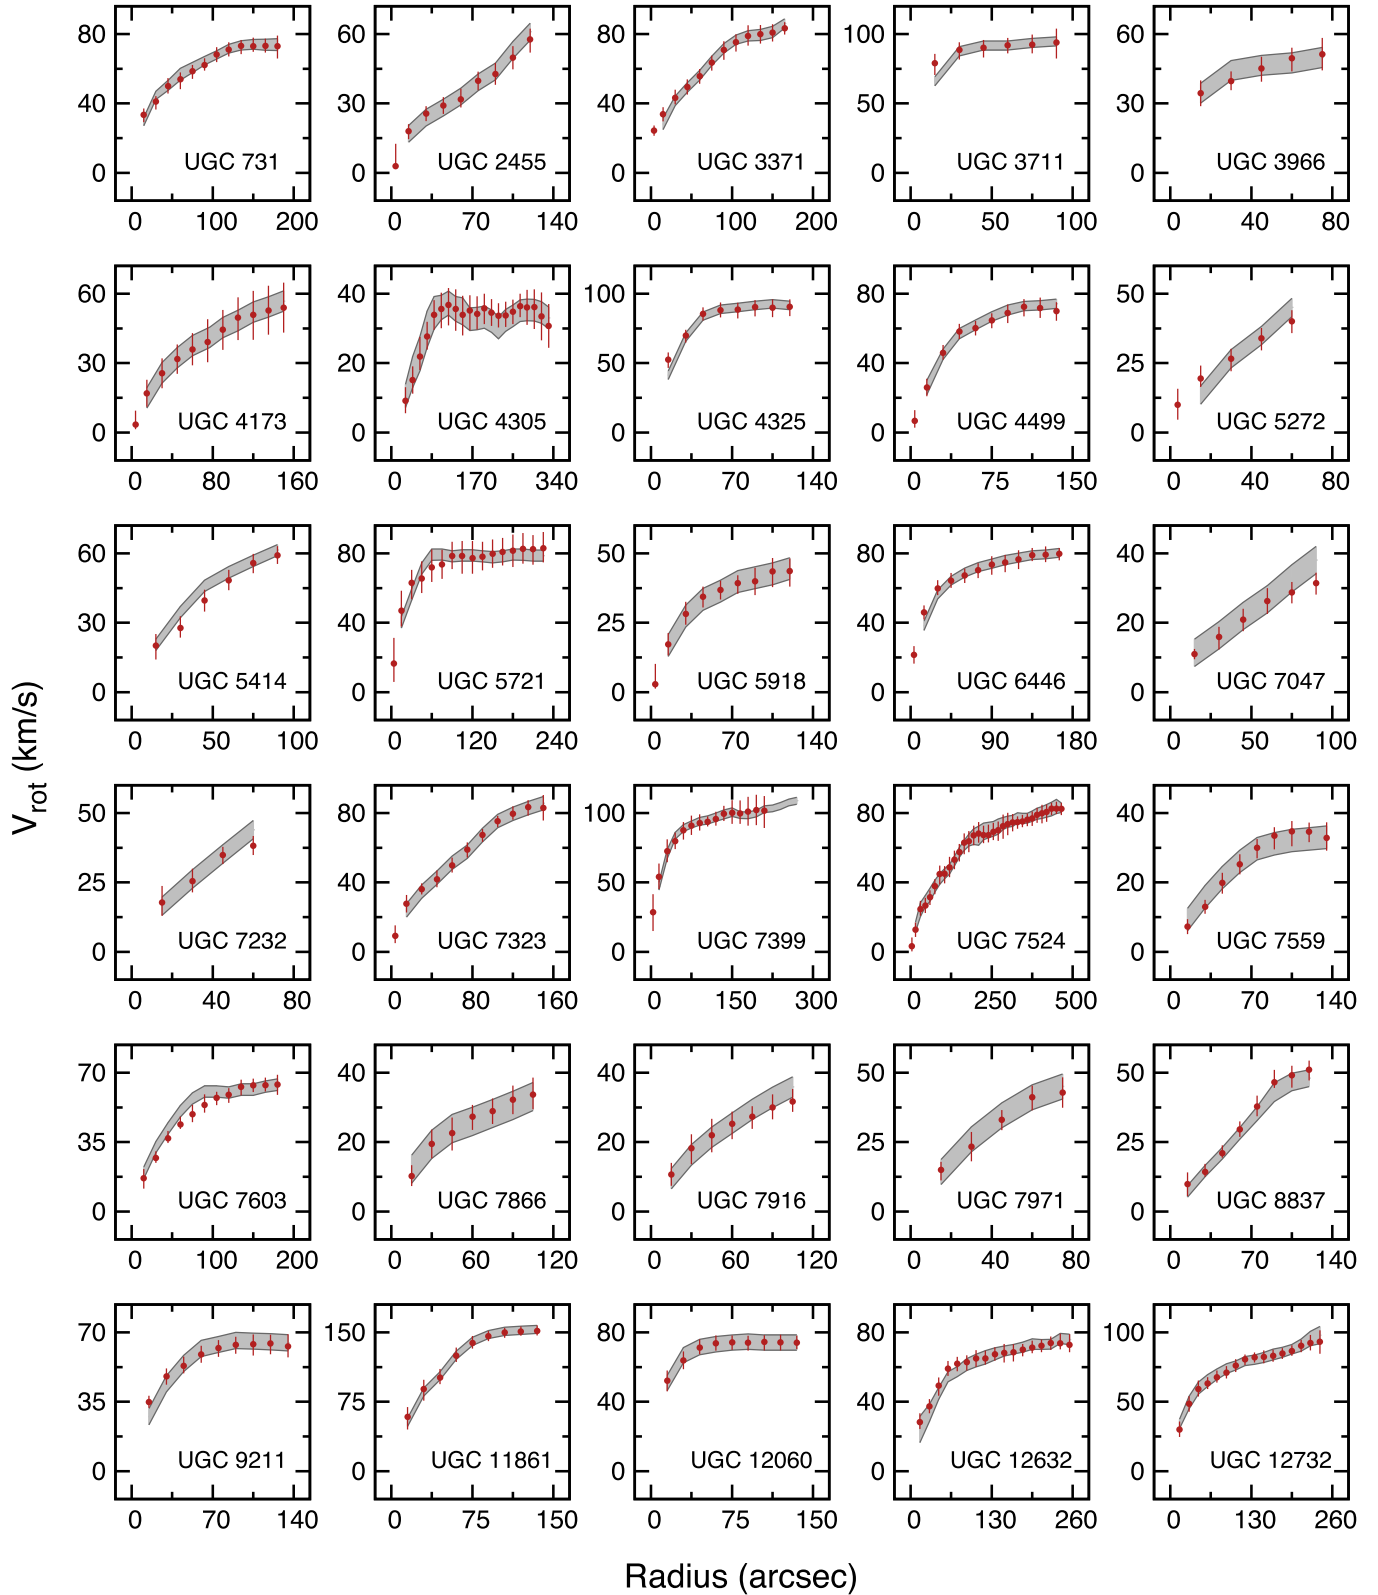 80 60 80 100 60
40 30 40 50 30
UGC 731 UGC 2455 UGC 3371 UGC 3711 UGC 3966
0 0 0 0 0
0 100 200 0 70 140 0 100 200 0 50 100 0 40 80
60 40 100 80 50
30 20 50 40 25
UGC 4173 UGC 4305 UGC 4325 UGC 4499 UGC 5272
0 0 0 0 0
0 80 160 0 170 340 0 70 140 0 75 150 0 40 80
60 80 50 80 40
30 40 25 40 20
UGC 5414 UGC 5721 UGC 5918 UGC 6446 UGC 7047
0 0 0 0 0
0 50 100 0 120 240 0 70 140 0 90 180 0 50 100
Vrot (km/s)
50 80 100 80 40
25 40 50 40 20
UGC 7232 UGC 7323 UGC 7399 UGC 7524 UGC 7559
0 0 0 0 0
0 40 80 0 80 160 0 150 300 0 250 500 0 70 140
70 40 40 50 50
35 20 20 25 25
UGC 7603 UGC 7866 UGC 7916 UGC 7971 UGC 8837
0 0 0 0 0
0 100 200 0 70 140 0 60 120 0 40 80 0 70 140
70 150 80 80 100
35 75 40 40 50
UGC 9211 UGC 11861 UGC 12060 UGC 12632 UGC 12732
0 0 0 0 0
0 70 140 0 75 150 0 75 150 0 130 260 0 130 260
Radius (arcsec)